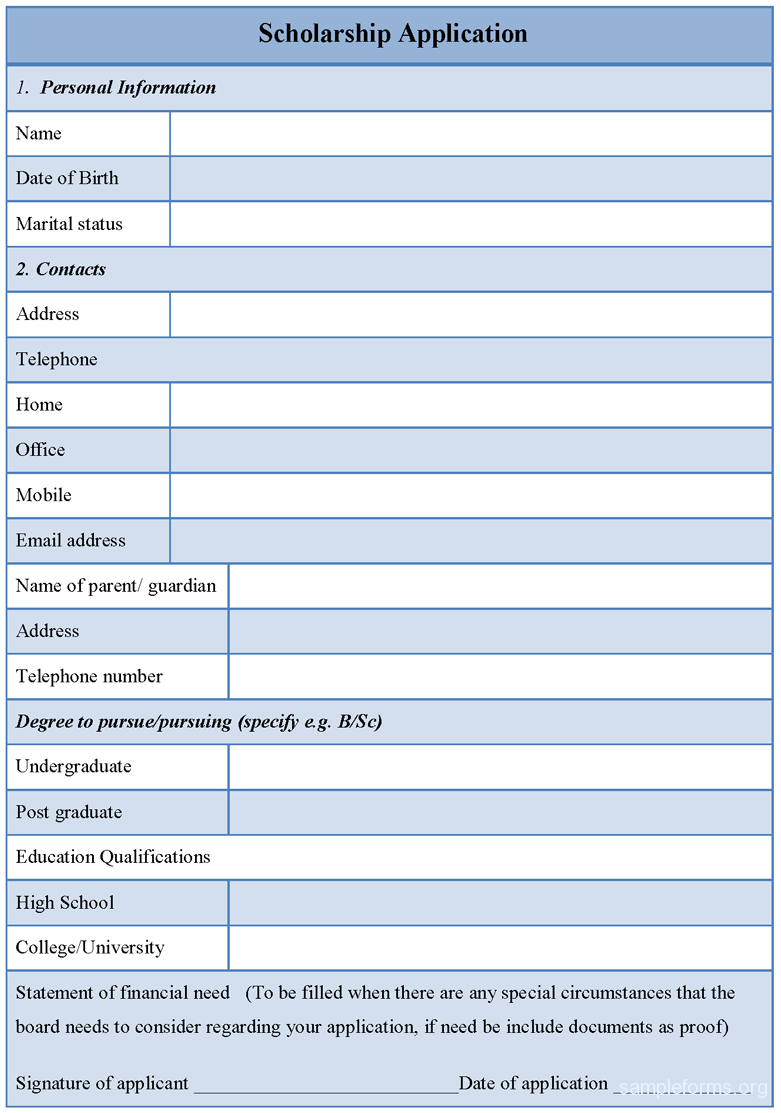 Scholarship Application
1. Personal Information
Name
Date of Birth
Marital status
2. Contacts
Address
Telephone
Home
Office
Mobile
Email address
Name of parent/ guardian
Address
Telephone number
Degree to pursue/pursuing (specify e.g. B/Sc)
Undergraduate
Post graduate
Education Qualifications
High School
College/University
Statement of financial need (To be filled when there are any special circumstances that the
board needs to consider regarding your application, if need be include documents as proof)
Signature of applicant ___________________________Date of application ______________
sampleforms.org